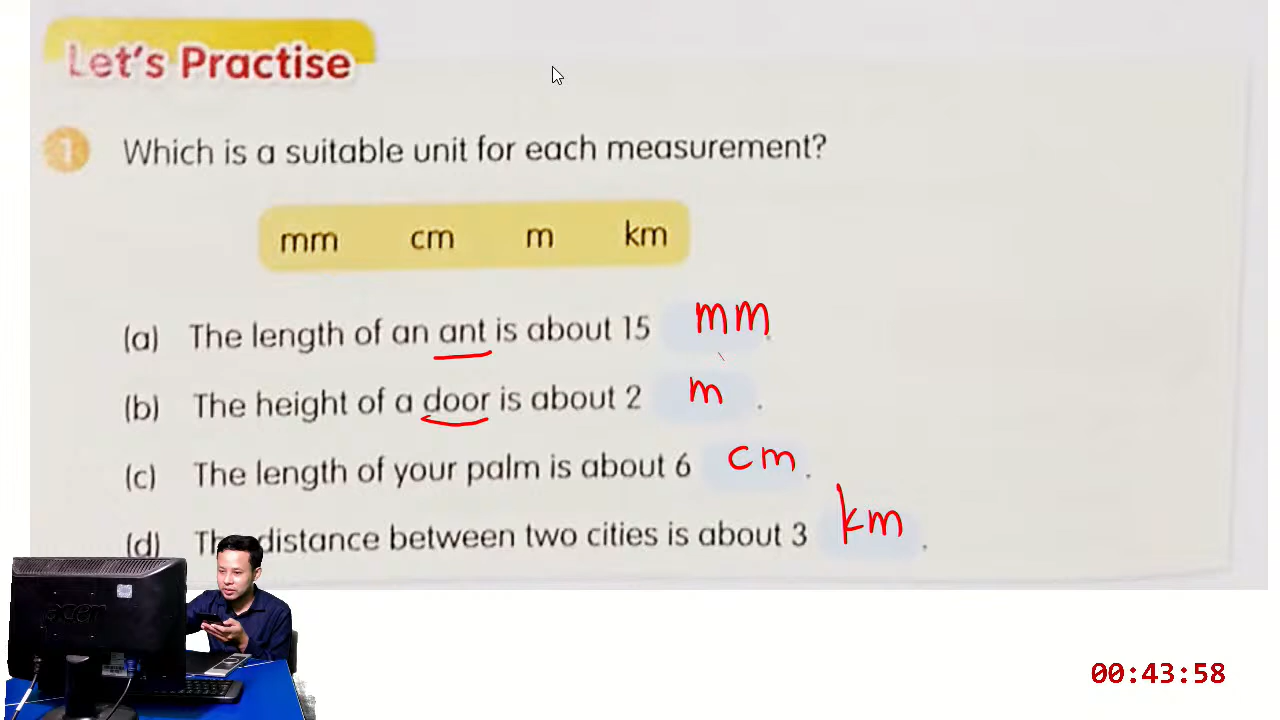 Let's Practise
1 Which is a suitable unit for each measurement?
mm cm m km
(a) The length of an ant is about 15 mm.
(b) The height of a door is about 2 m.
(c) The length of your palm is about 6 cm.
(d) The distance between two cities is about 3 km.
acer
00:43:58